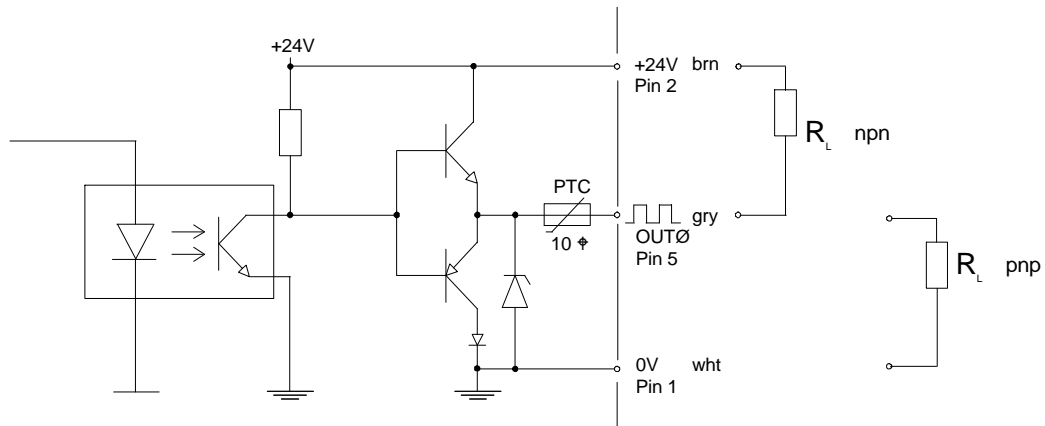 +24V
+24V brn
Pin 2
R L npn
PTC
10 ⌖
gry
OUTØ
Pin 5
R L pnp
0V wht
Pin 1